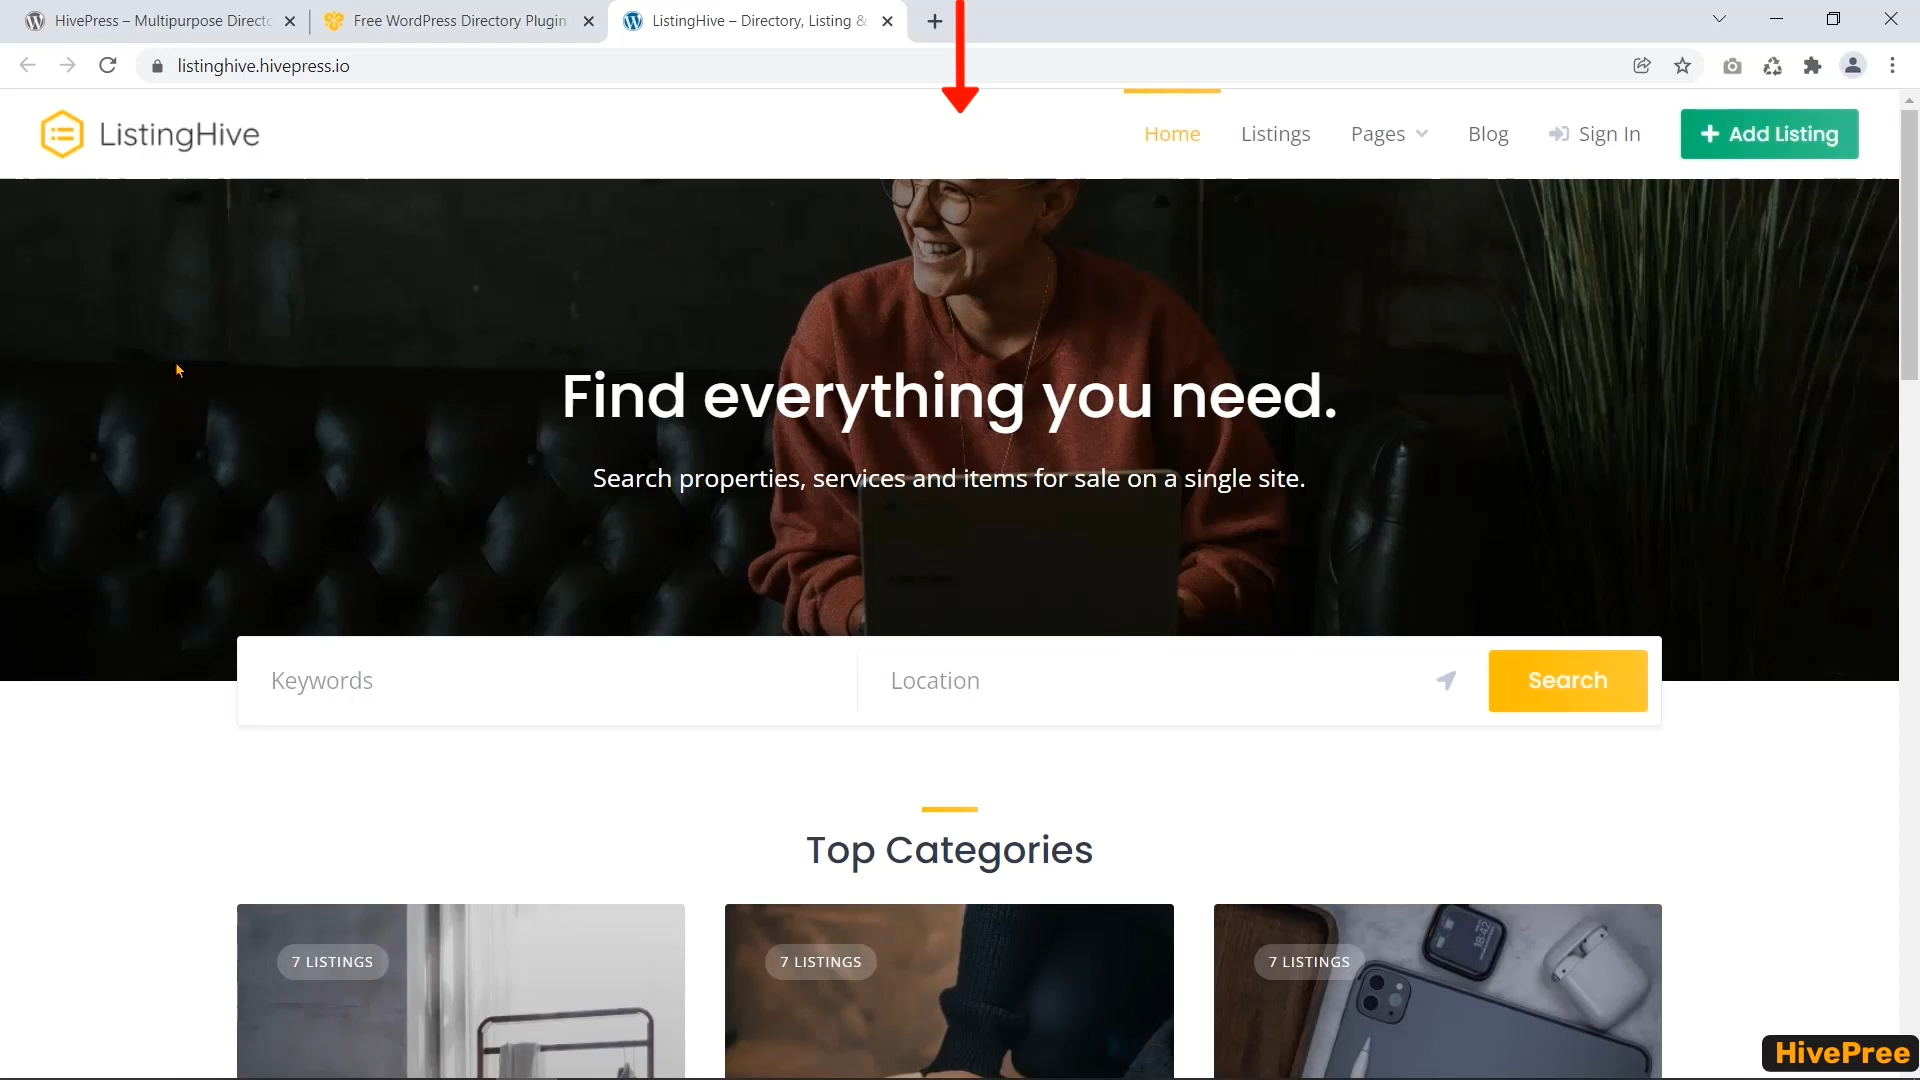 HivePress – Multipurpose Directo
Free WordPress Directory Plugin
ListingHive – Directory, Listing &
listinghive.hivepress.io
ListingHive
Home
Listings
Pages
Blog
Sign In
Add Listing
Find everything you need.
Search properties, services and items for sale on a single site.
Keywords
Location
Search
Top Categories
7 LISTINGS
7 LISTINGS
7 LISTINGS
18:42
HivePree